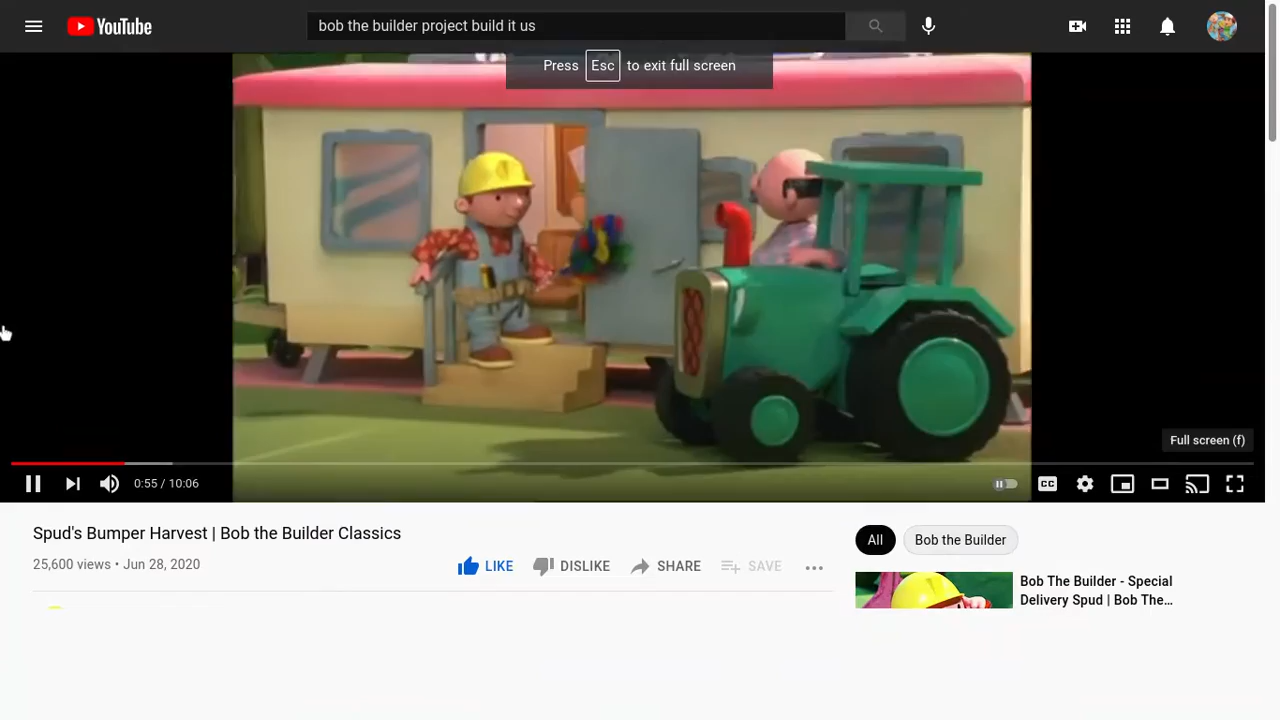 YouTube
bob the builder project build it us
Press Esc to exit full screen
Full screen (f)
0:55 / 10:06
CC
Spud's Bumper Harvest | Bob the Builder Classics
25,600 views • Jun 28, 2020
LIKE DISLIKE SHARE SAVE
All Bob the Builder
Bob The Builder - Special
Delivery Spud | Bob The...